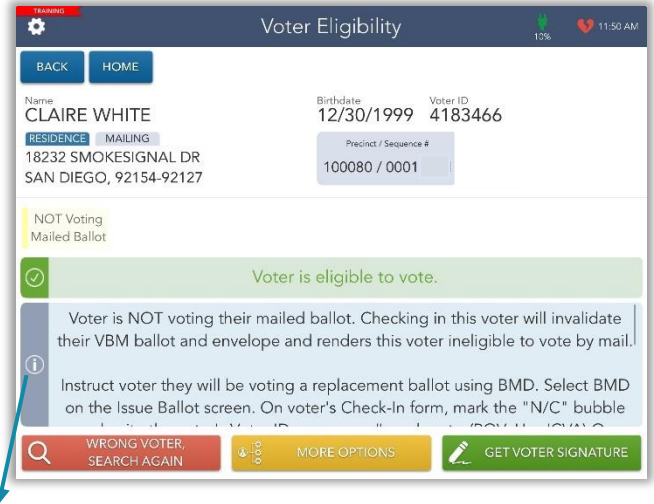 TRAINING
Voter Eligibility
10%
11:50 AM
BACK HOME
Name
CLAIRE WHITE
Birthdate
12/30/1999
Voter ID
4183466
RESIDENCE MAILING
18232 SMOKESIGNAL DR
SAN DIEGO, 92154-92127
Precinct / Sequence #
100080 / 0001
NOT Voting
Mailed Ballot
Voter is eligible to vote.
Voter is NOT voting their mailed ballot. Checking in this voter will invalidate
their VBM ballot and envelope and renders this voter ineligible to vote by mail.
Instruct voter they will be voting a replacement ballot using BMD. Select BMD
on the Issue Ballot screen. On voter's Check-In form, mark the "N/C" bubble
WRONG VOTER,
SEARCH AGAIN
MORE OPTIONS
GET VOTER SIGNATURE